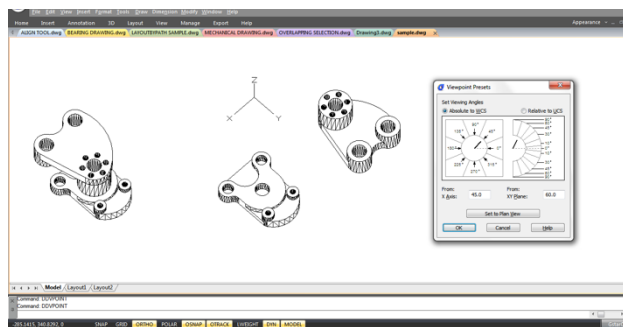 File Edit View Insert Format Tools Draw Dimension Modify Window Help
Home Insert Annotation 3D Layout View Manage Export Help Appearance
ALIGN TOOL.dwg BEARING DRAWING.dwg LAYOUTBYPATH SAMPLE.dwg MECHANICAL DRAWING.dwg OVERLAPPING SELECTION.dwg Drawing3.dwg sample.dwg
Z
X Y
Viewpoint Presets
Set Viewing Angles
Absolute to WCS Relative to UCS
From: From:
X Axis: 45.0 XY Plane: 60.0
Set to Plan View
OK Cancel Help
Model Layout1 Layout2
Command: DDVPOINT
Command: DDVPOINT
SNAP GRID ORTHO POLAR OSNAP OTRACK LWEIGHT DYN MODEL